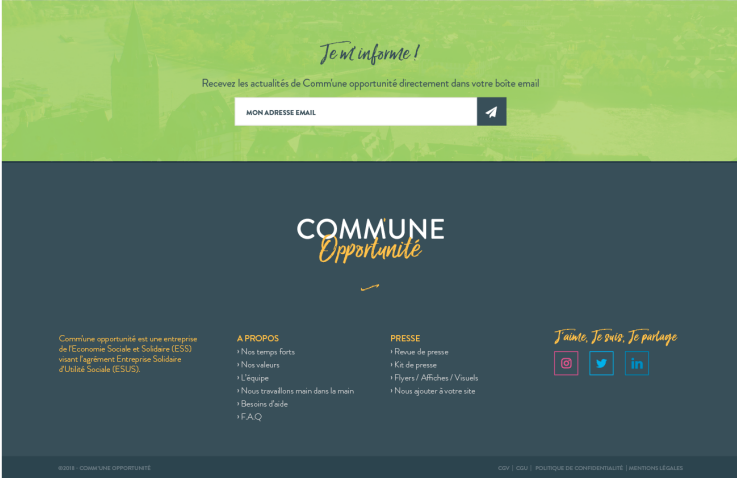 Je m'informe !
Recevez les actualités de Comm'une opportunité directement dans votre boîte email
MON ADRESSE EMAIL
COMM'UNE
Opportunité
Comm'une opportunité est une entreprise
de l'Economie Sociale et Solidaire (ESS)
visant l'agrément Entreprise Solidaire
d'Utilité Sociale (ESUS).
A PROPOS
› Nos temps forts
› Nos valeurs
› L'équipe
› Nous travaillons main dans la main
› Besoins d'aide
› F.A.Q
PRESSE
› Revue de presse
› Kit de presse
› Flyers / Affiches / Visuels
› Nous ajouter à votre site
J'aime, Je suis, Je partage
in
©2018 - COMM'UNE OPPORTUNITÉ
CGV | CGU | POLITIQUE DE CONFIDENTIALITÉ | MENTIONS LÉGALES